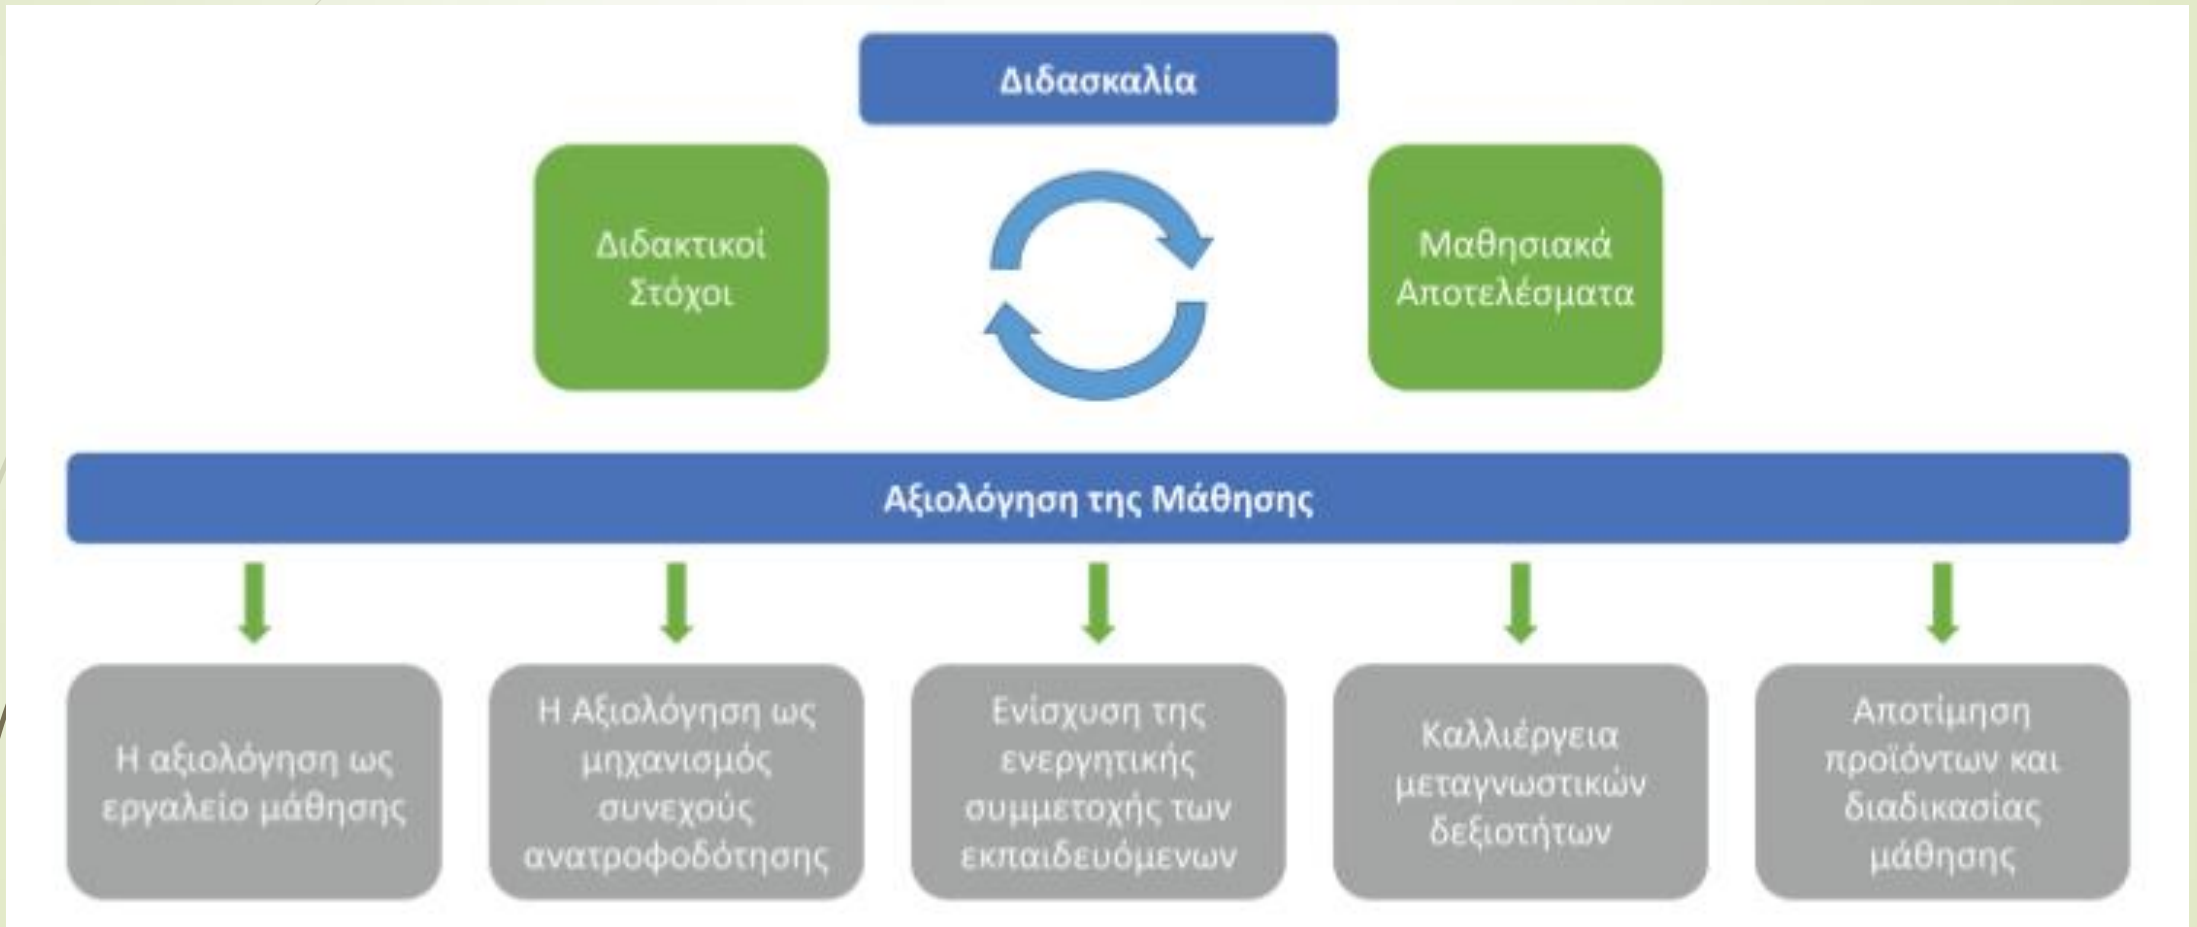 Διδασκαλία
Διδακτικοί
Στόχοι
Μαθησιακά
Αποτελέσματα
Αξιολόγηση της Μάθησης
Η αξιολόγηση ως
εργαλείο μάθησης
Η Αξιολόγηση ως
μηχανισμός
συνεχούς
ανατροφοδότησης
Ενίσχυση της
ενεργητικής
συμμετοχής των
εκπαιδευόμενων
Καλλιέργεια
μεταγνωστικών
δεξιοτήτων
Αποτίμηση
προϊόντων και
διαδικασίας
μάθησης